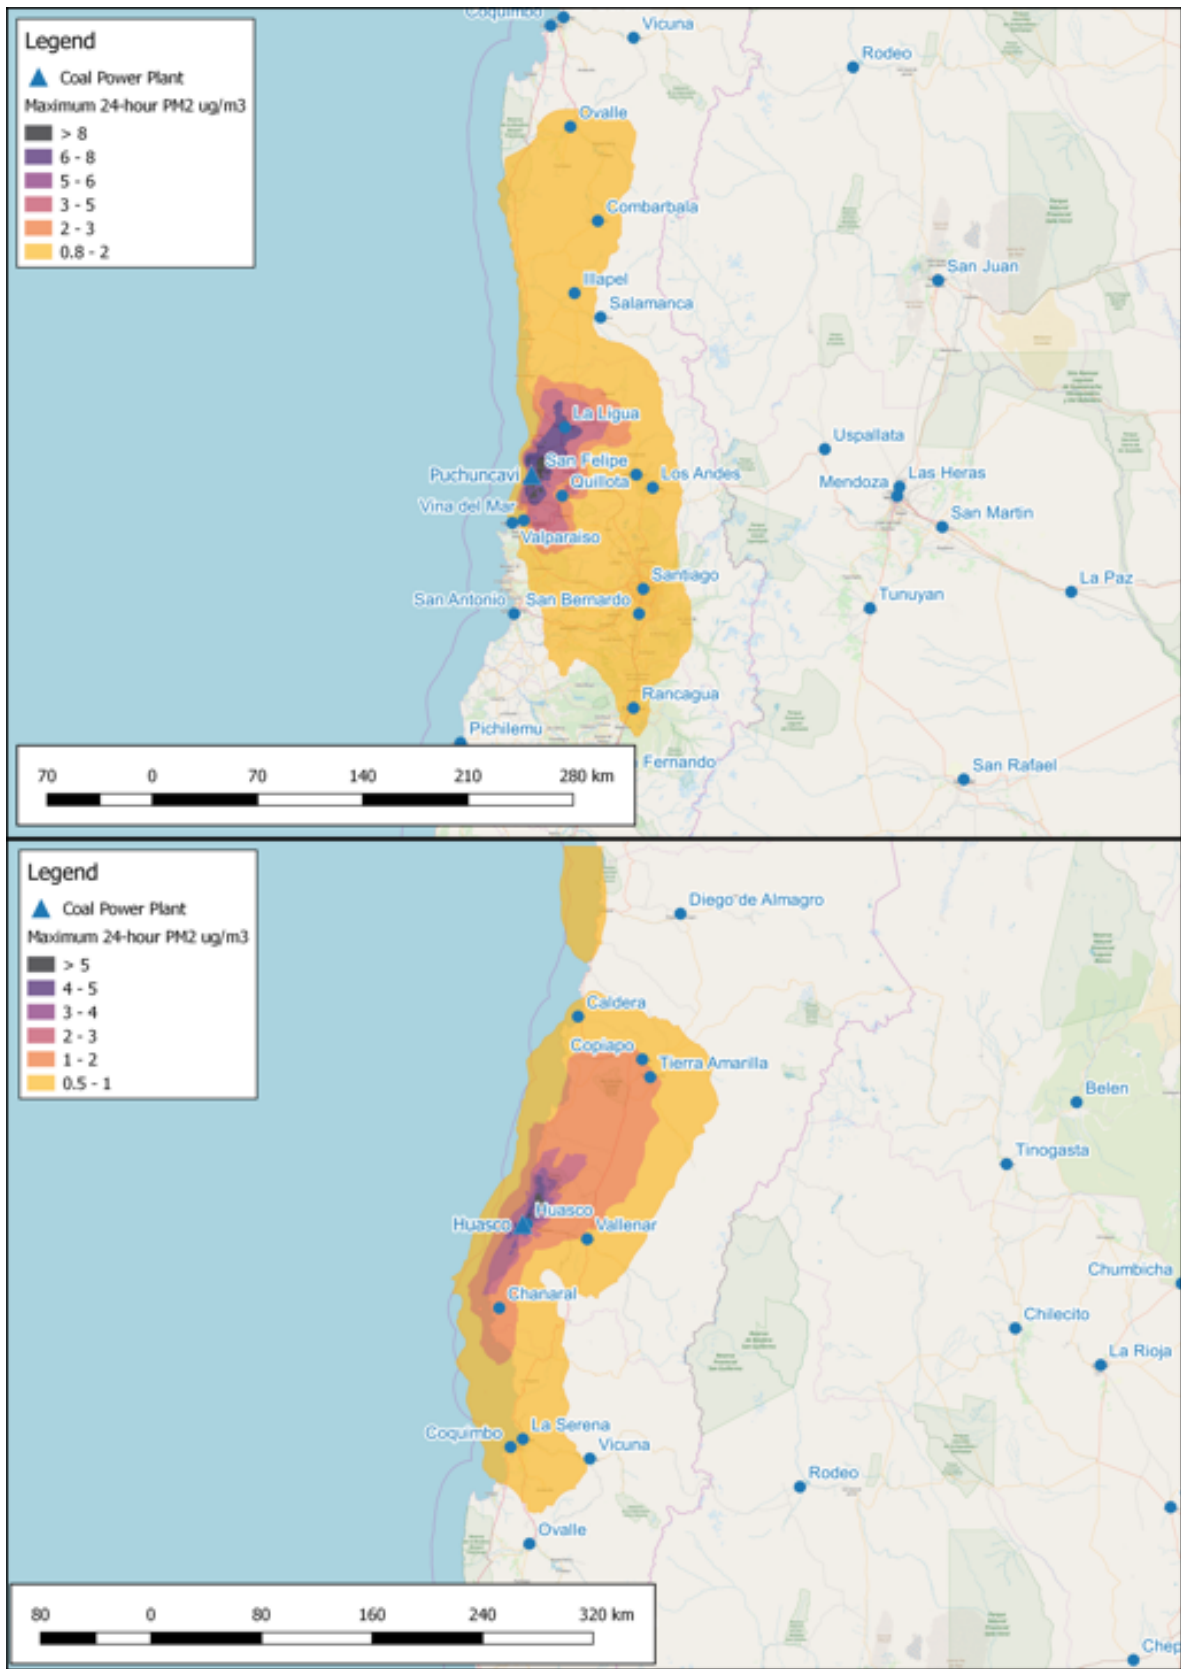 Coquimbo
Vicuna
Rodeo
Legend
Coal Power Plant
Maximum 24-hour PM2 ug/m3
> 8
6 - 8
5 - 6
3 - 5
2 - 3
0.8 - 2
Ovalle
Combarbala
San Juan
Illapel
Salamanca
La Ligua
Uspallata
San Felipe
Puchuncavi
Los Andes
Quillota
Las Heras
Mendoza
Vina del Mar
San Martin
Valparaiso
Santiago
La Paz
San Antonio
San Bernardo
Tunuyan
Rancagua
Pichilemu
Fernando
San Rafael
70 0 70 140 210 280 km
Legend
Coal Power Plant
Maximum 24-hour PM2 ug/m3
> 5
4 - 5
3 - 4
2 - 3
1 - 2
0.5 - 1
Diego de Almagro
Caldera
Copiapo
Tierra Amarilla
Belen
Tinogasta
Huasco
Huasco
Vallenar
Chumbicha
Chanaral
Chilecito
La Rioja
La Serena
Coquimbo
Vicuna
Rodeo
Ovalle
80 0 80 160 240 320 km
Chep